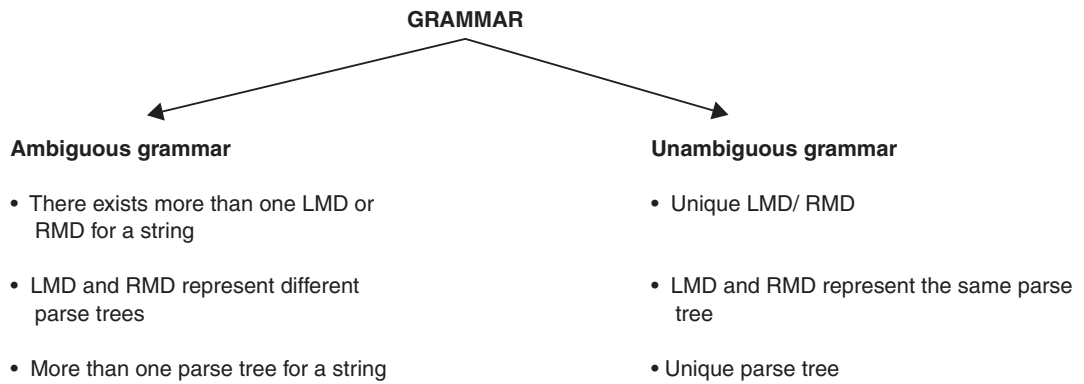 GRAMMAR
Ambiguous grammar
• There exists more than one LMD or
RMD for a string
• LMD and RMD represent different
parse trees
• More than one parse tree for a string
Unambiguous grammar
• Unique LMD/ RMD
• LMD and RMD represent the same parse
tree
• Unique parse tree